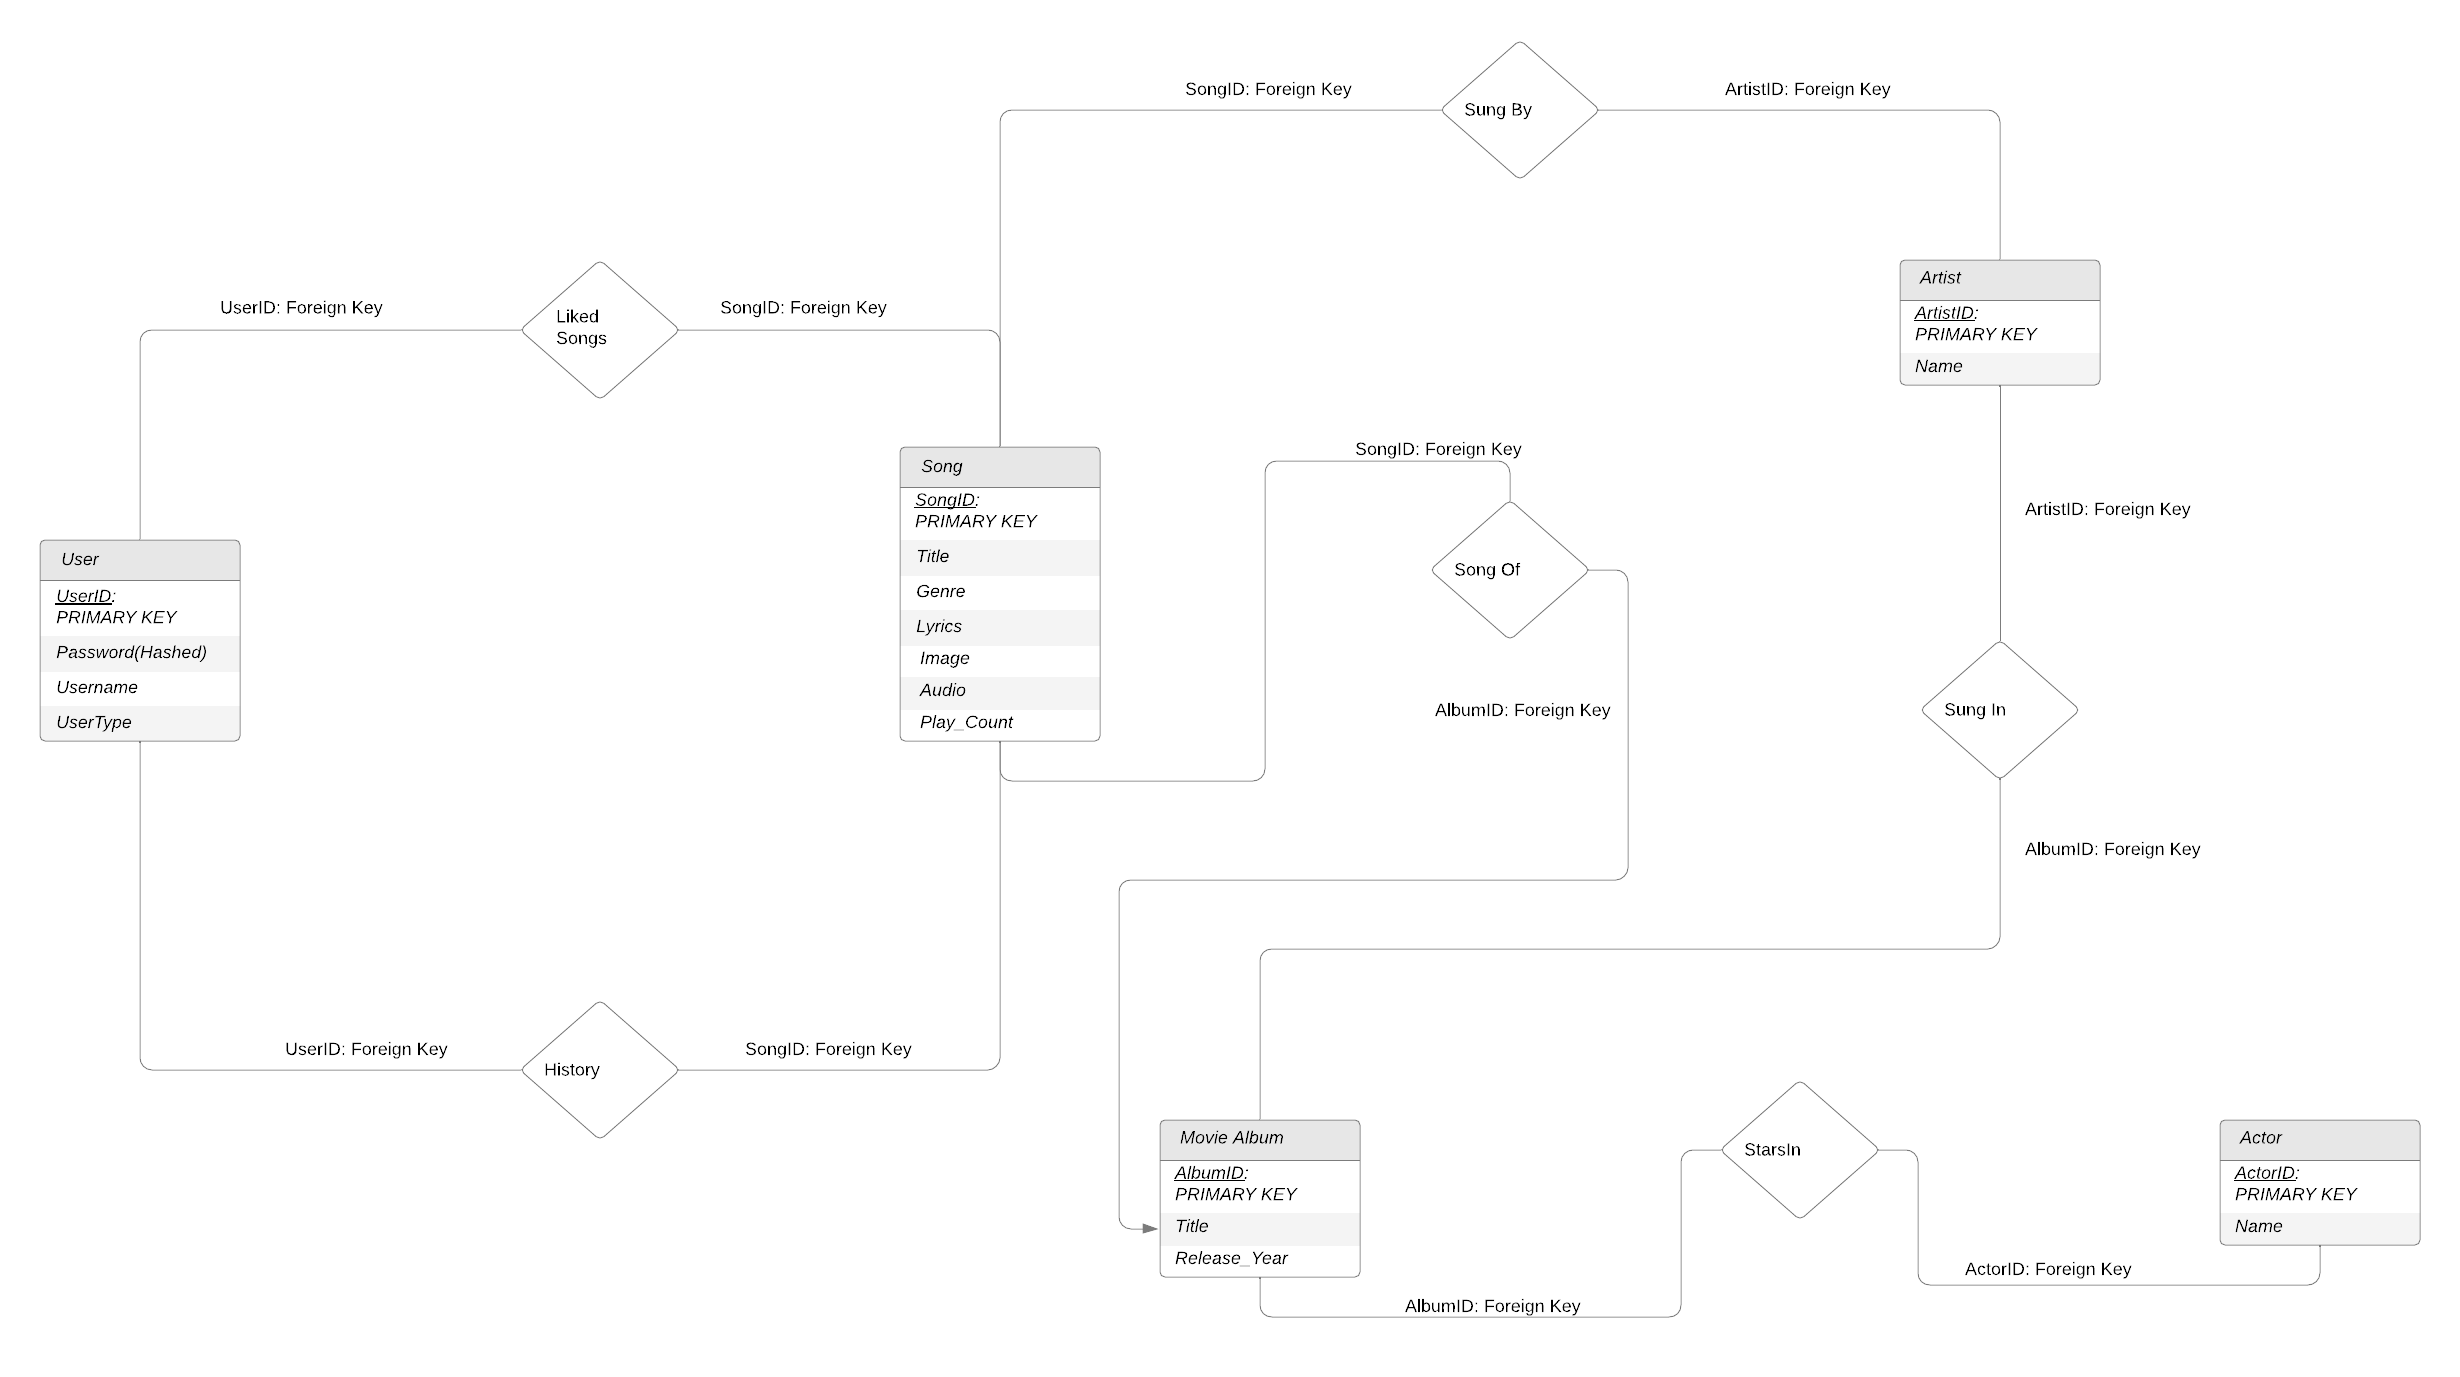 SongID: Foreign Key
Sung By
ArtistID: Foreign Key
UserID: Foreign Key
Liked
Songs
SongID: Foreign Key
Artist
ArtistID:
PRIMARY KEY
Name
Song
SongID:
PRIMARY KEY
Title
Genre
Lyrics
Image
Audio
Play_Count
SongID: Foreign Key
Song Of
AlbumID: Foreign Key
ArtistID: Foreign Key
Sung In
AlbumID: Foreign Key
User
UserID:
PRIMARY KEY
Password(Hashed)
Username
UserType
UserID: Foreign Key
History
SongID: Foreign Key
Movie Album
AlbumID:
PRIMARY KEY
Title
Release_Year
StarsIn
Actor
ActorID:
PRIMARY KEY
Name
AlbumID: Foreign Key
ActorID: Foreign Key